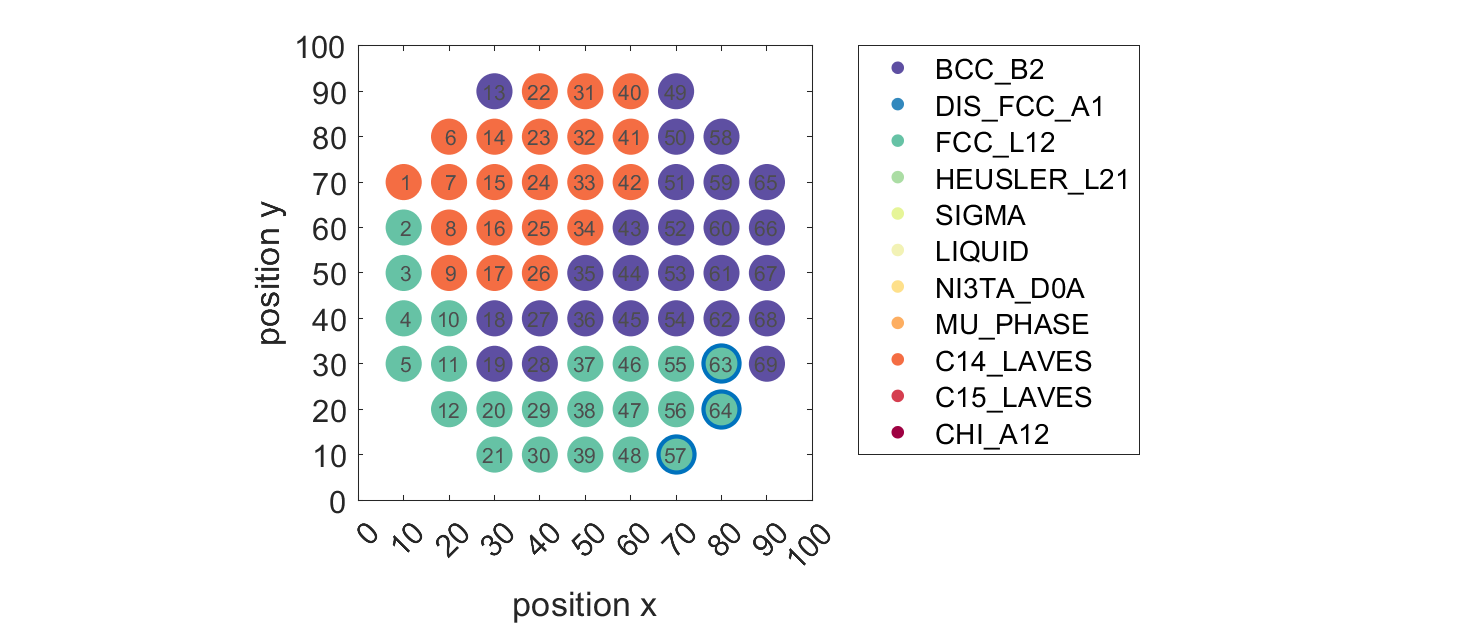 100
90
80
70
60
50
40
30
20
10
0
position y
13 22 31 40 49
6 14 23 32 41 50 58
1 7 15 24 33 42 51 59 65
2 8 16 25 34 43 52 60 66
3 9 17 26 35 44 53 61 67
4 10 18 27 36 45 54 62 68
5 11 19 28 37 46 55 63 69
12 20 29 38 47 56 64
21 30 39 48 57
0 10 20 30 40 50 60 70 80 90 100
position x
BCC_B2
DIS_FCC_A1
FCC_L12
HEUSLER_L21
SIGMA
LIQUID
NI3TA_D0A
MU_PHASE
C14_LAVES
C15_LAVES
CHI_A12